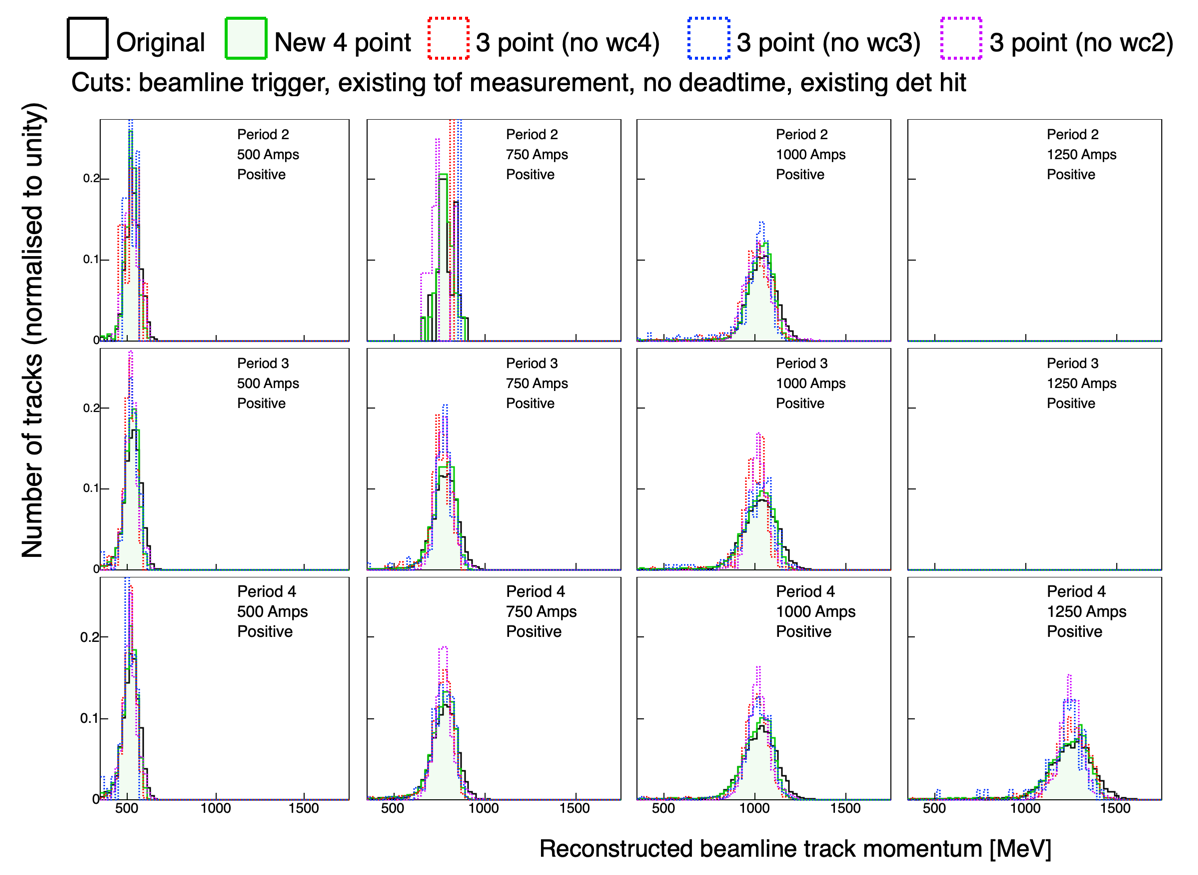 Original New 4 point 3 point (no wc4) 3 point (no wc3) 3 point (no wc2)
Cuts: beamline trigger, existing tof measurement, no deadtime, existing det hit
Number of tracks (normalised to unity)
Period 2
500 Amps
Positive
Period 2
750 Amps
Positive
Period 2
1000 Amps
Positive
Period 2
1250 Amps
Positive
0.2
0.1
0
Period 3
500 Amps
Positive
Period 3
750 Amps
Positive
Period 3
1000 Amps
Positive
Period 3
1250 Amps
Positive
0.2
0.1
0
Period 4
500 Amps
Positive
Period 4
750 Amps
Positive
Period 4
1000 Amps
Positive
Period 4
1250 Amps
Positive
0.2
0.1
0
500 1000 1500 500 1000 1500 500 1000 1500 500 1000 1500
Reconstructed beamline track momentum [MeV]